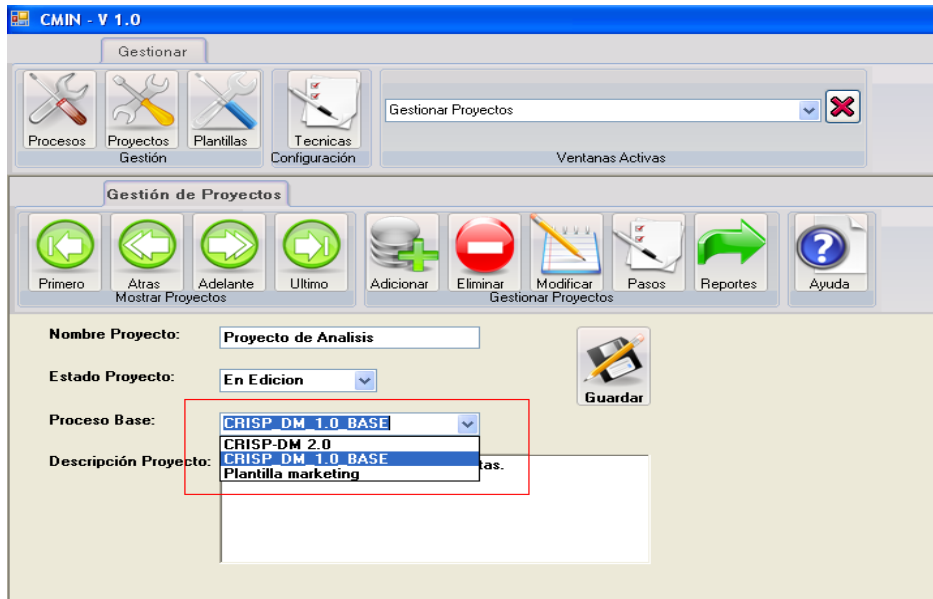 CMIN - V 1.0
Gestionar
Procesos Proyectos Plantillas Tecnicas
Gestionar Proyectos
Gestión Configuración Ventanas Activas
Gestión de Proyectos
Primero Atras Adelante Ultimo Adicionar Eliminar Modificar Pasos Reportes Ayuda
Mostrar Proyectos Gestionar Proyectos
Nombre Proyecto: Proyecto de Analisis
Estado Proyecto: En Edicion
Guardar
Proceso Base: CRISP_DM_1.0_BASE
CRISP-DM 2.0
CRISP_DM_1.0_BASE
Plantilla marketing
Descripción Proyecto: tas.